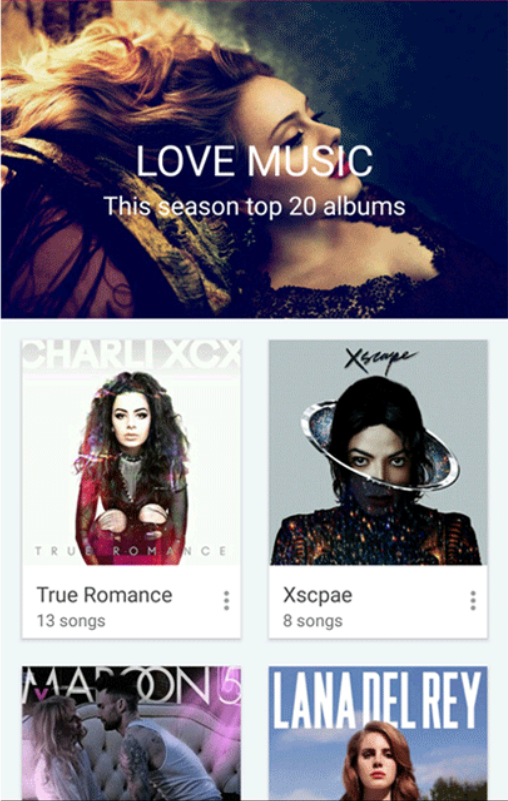 LOVE MUSIC
This season top 20 albums
CHARLI XCX
TRUE ROMANCE
Xscape
True Romance
13 songs
Xscpae
8 songs
MAROON 5
V
LANA DEL REY